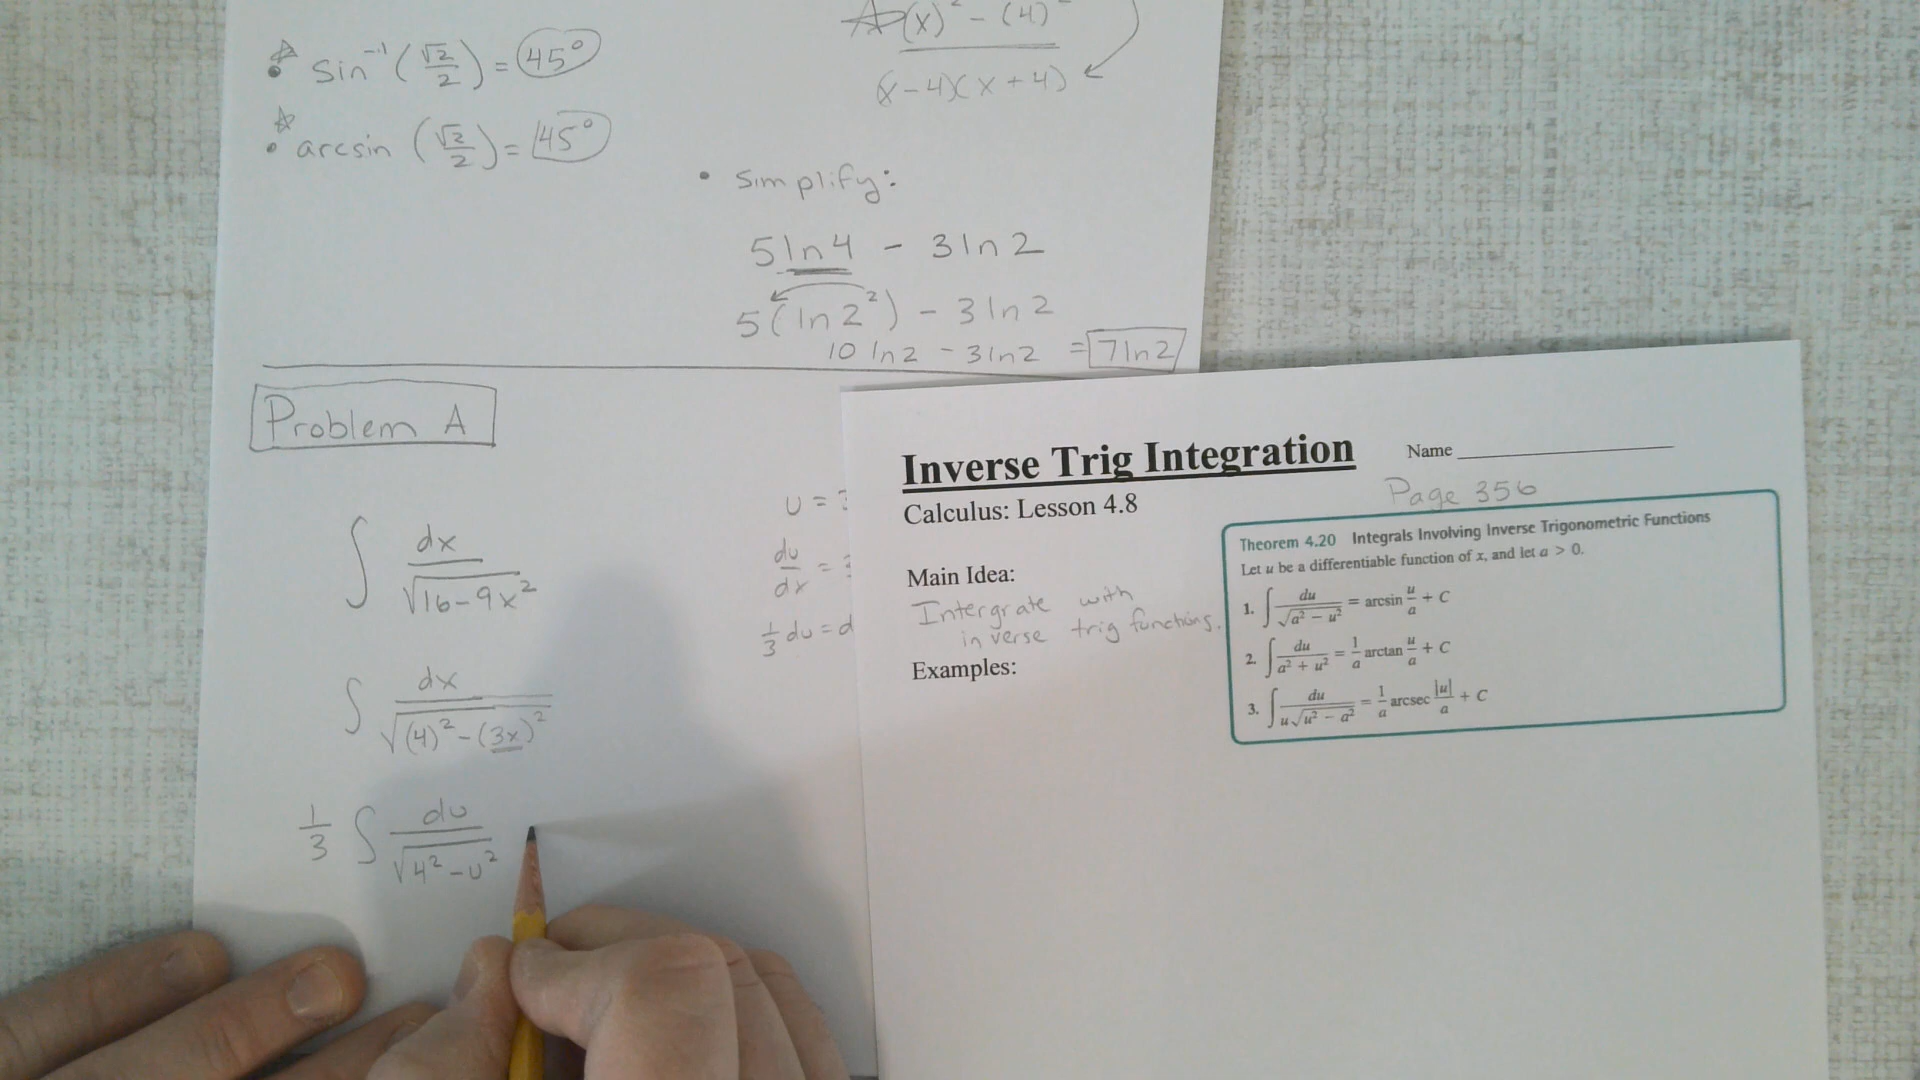 sin⁻¹(√2/2) = 45°
arcsin (√2/2) = 45°
(x)² - (4)²
(x-4)(x+4)
• Simplify:
5ln4 - 3ln2
5(ln2²) - 3ln2
10 ln2 - 3ln2 = 7ln2
Problem A
∫ dx/√16-9x²
∫ dx/√(4)²-(3x)²
1/3 ∫ du/√4²-u²
u =
du/dx =
1/3 du = d
Inverse Trig Integration
Name
Calculus: Lesson 4.8
Page 356
Main Idea:
Intergrate with
inverse trig functions.
Examples:
Theorem 4.20 Integrals Involving Inverse Trigonometric Functions
Let u be a differentiable function of x, and let a > 0.
1. ∫ du/√a² - u² = arcsin u/a + C
2. ∫ du/a² + u² = 1/a arctan u/a + C
3. ∫ du/u√u² - a² = 1/a arcsec |u|/a + C